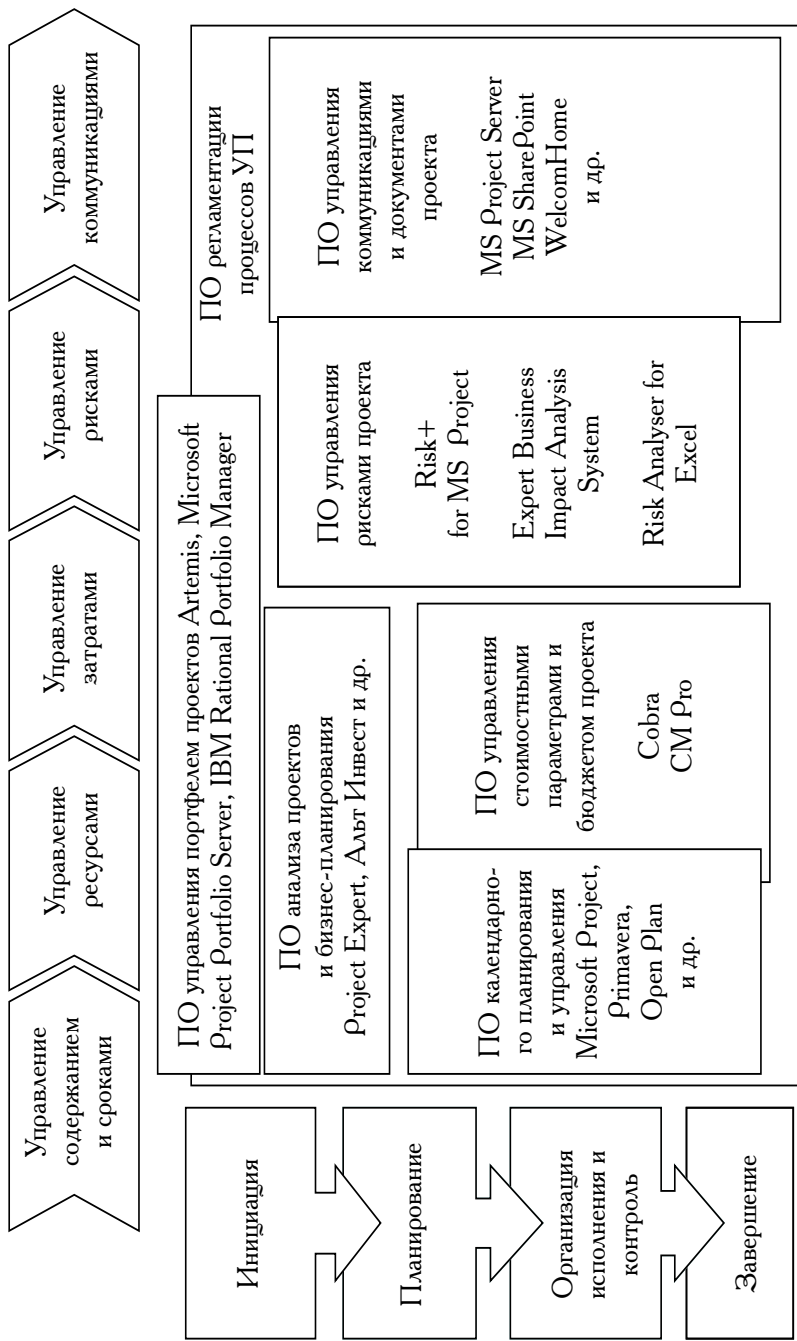 Управление
содержанием
и сроками
Управление
ресурсами
Управление
затратами
Управление
рисками
Управление
коммуникациями
Инициация
Планирование
Организация
исполнения и
контроль
Завершение
ПО регламентации
процессов УП
ПО управления портфелем проектов Artemis, Microsoft
Project Portfolio Server, IBM Rational Portfolio Manager
ПО анализа проектов
и бизнес-планирования
Project Expert, Альт Инвест и др.
ПО календарно-
го планирования
и управления
Microsoft Project,
Primavera,
Open Plan
и др.
ПО управления
стоимостными
параметрами и
бюджетом проекта
Cobra
CM Pro
ПО управления
рисками проекта
Risk+
for MS Project
Expert Business
Impact Analysis
System
Risk Analyser for
Excel
ПО управления
коммуникациями
и документами
проекта
MS Project Server
MS SharePoint
WelcomHome
и др.